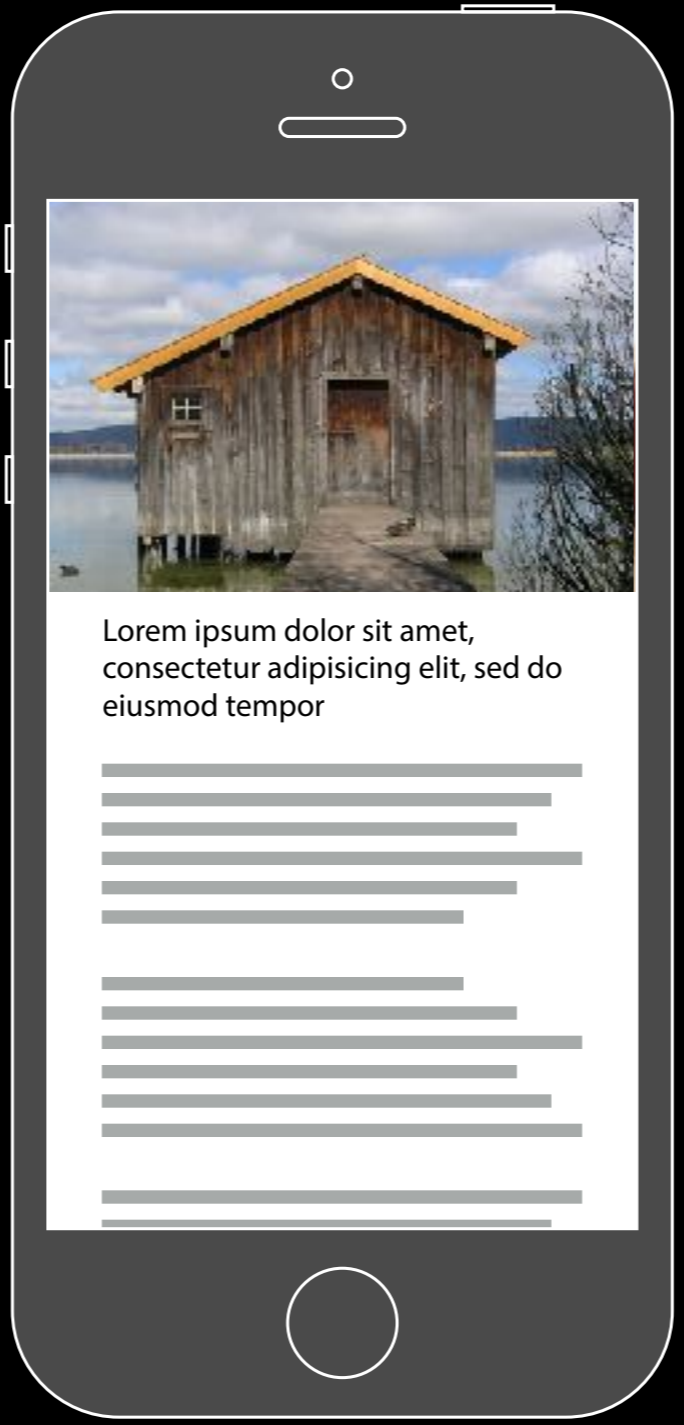 Lorem ipsum dolor sit amet,
consectetur adipisicing elit, sed do
eiusmod tempor